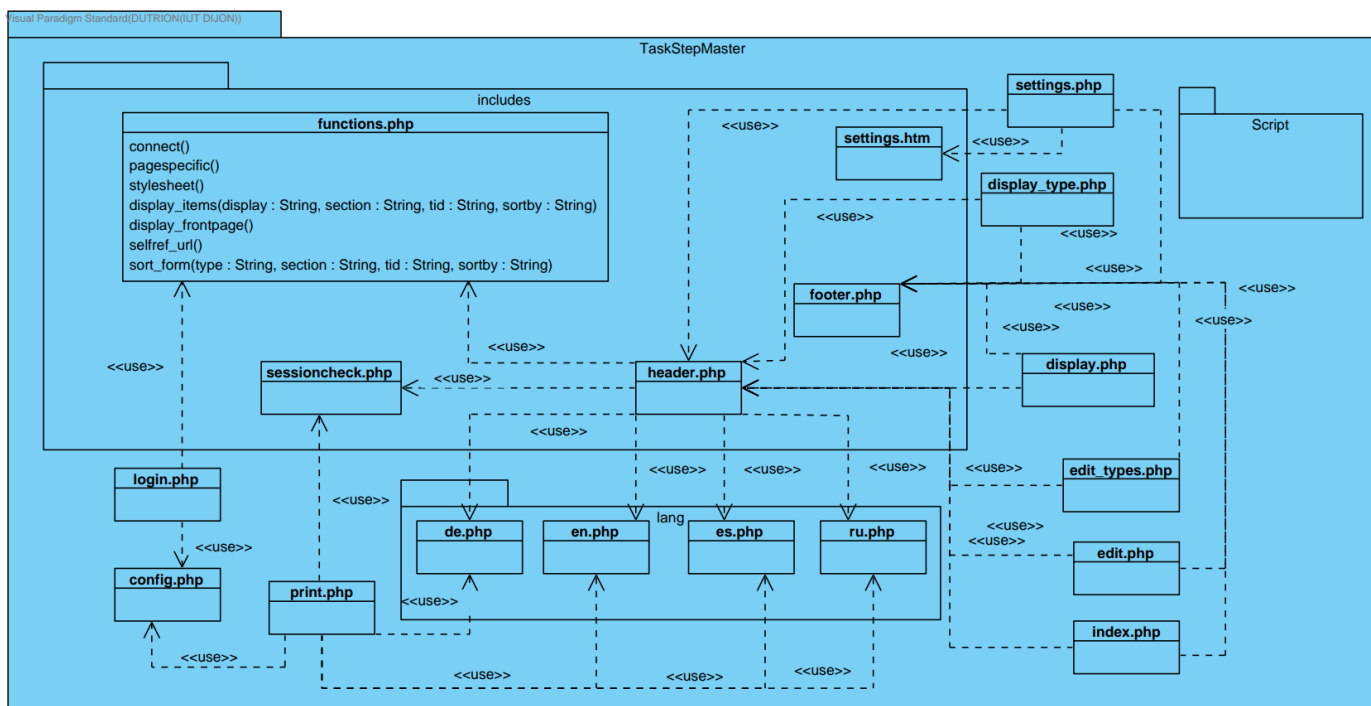 Visual Paradigm Standard(DUTRION(IUT DIJON))
TaskStepMaster
includes
functions.php
connect()
pagespecific()
stylesheet()
display_items(display : String, section : String, tid : String, sortby : String)
display_frontpage()
selfref_url()
sort_form(type : String, section : String, tid : String, sortby : String)
settings.php
<<use>>
settings.htm
<<use>>
Script
display_type.php
<<use>>
<<use>>
<<use>>
footer.php
<<use>>
<<use>>
<<use>>
<<use>>
<<use>>
<<use>>
<<use>>
sessioncheck.php
<<use>>
header.php
display.php
<<use>>
<<use>>
<<use>>
<<use>>
login.php
<<use>>
<<use>>
edit_types.php
lang
de.php
en.php
es.php
ru.php
<<use>>
<<use>>
<<use>>
edit.php
config.php
print.php
<<use>>
index.php
<<use>>
<<use>>
<<use>>
<<use>>